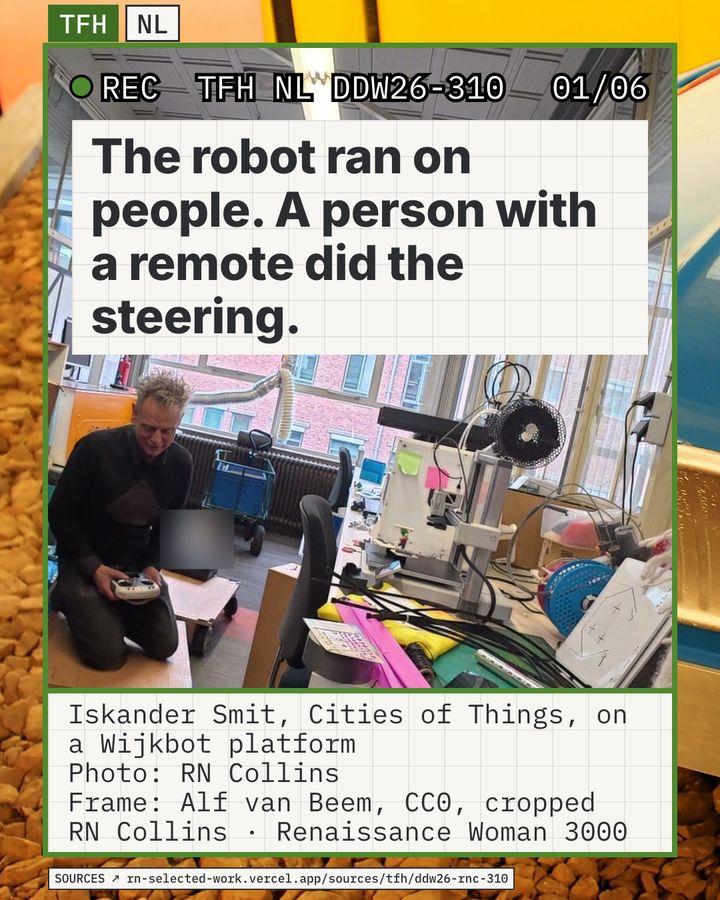 TFH NL
REC TFH NL DDW26-310 01/06
The robot ran on
people. A person with
a remote did the
steering.
Iskander Smit, Cities of Things, on
a Wijkbot platform
Photo: RN Collins
Frame: Alf van Beem, CC0, cropped
RN Collins · Renaissance Woman 3000
SOURCES ↗ rn-selected-work.vercel.app/sources/tfh/ddw26-rnc-310